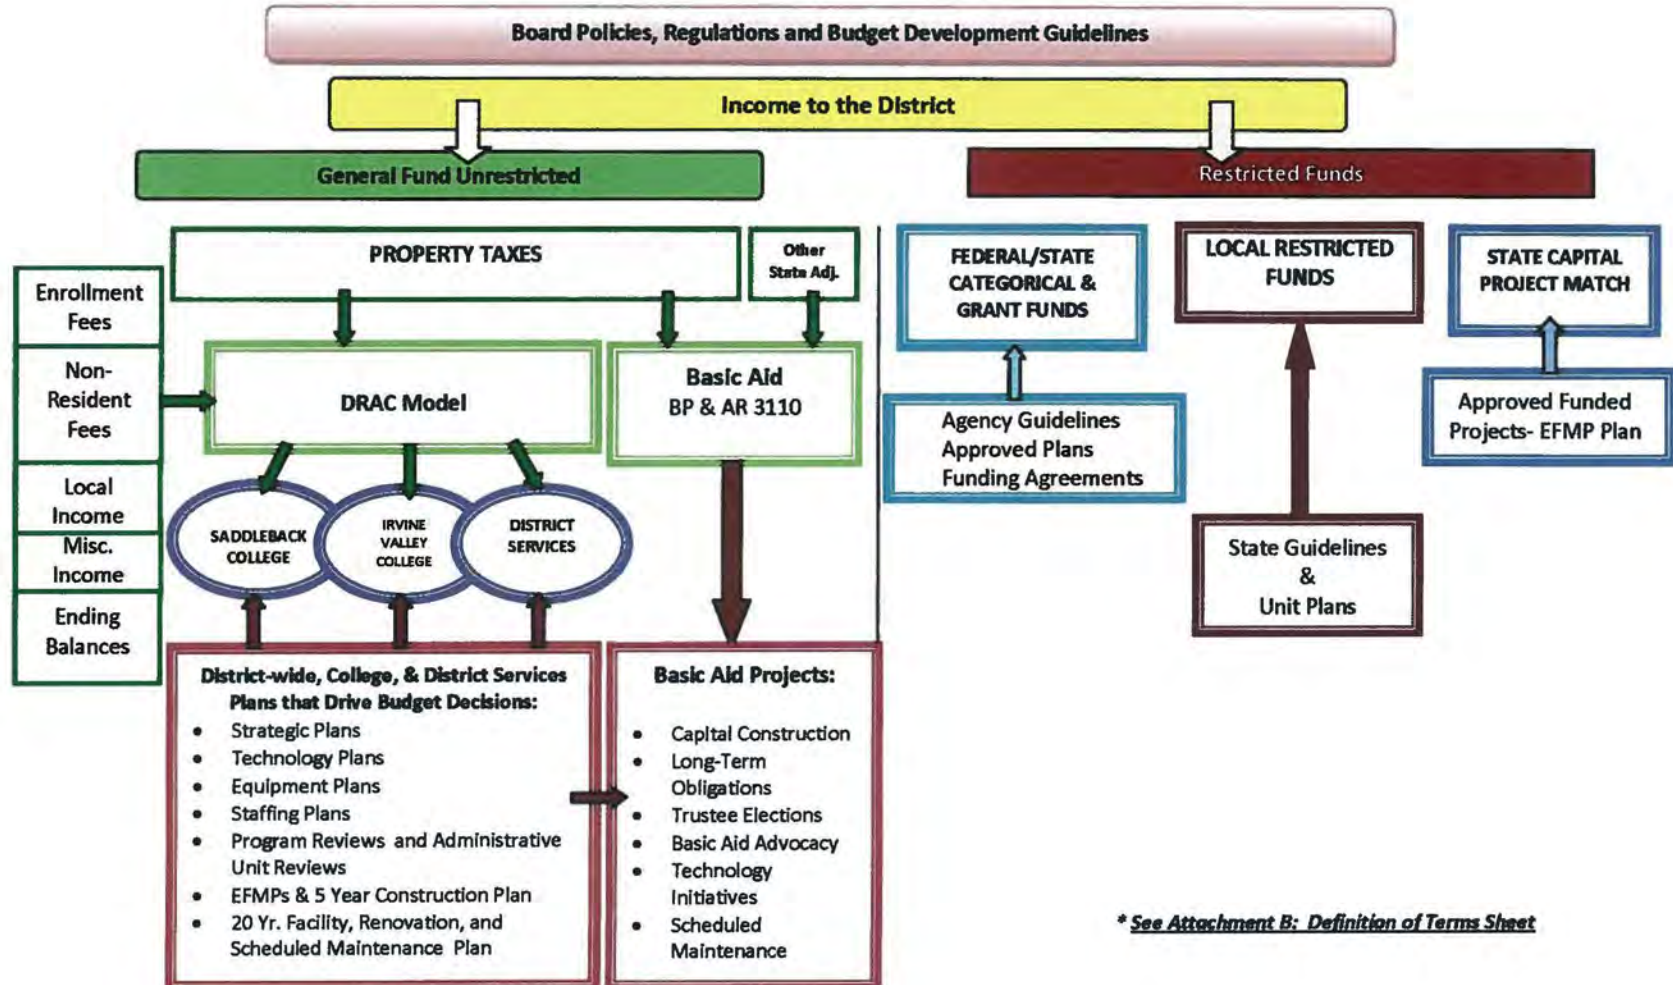 Board Policies, Regulations and Budget Development Guidelines
Income to the District
General Fund Unrestricted
Restricted Funds
PROPERTY TAXES
Other
State Adj.
Enrollment
Fees
Non-
Resident
Fees
Local
Income
Misc.
Income
Ending
Balances
DRAC Model
Basic Aid
BP & AR 3110
SADDLEBACK
COLLEGE
IRVINE
VALLEY
COLLEGE
DISTRICT
SERVICES
District-wide, College, & District Services
Plans that Drive Budget Decisions:
• Strategic Plans
• Technology Plans
• Equipment Plans
• Staffing Plans
• Program Reviews and Administrative
Unit Reviews
• EFMPs & 5 Year Construction Plan
• 20 Yr. Facility, Renovation, and
Scheduled Maintenance Plan
Basic Aid Projects:
• Capital Construction
• Long-Term
Obligations
• Trustee Elections
• Basic Aid Advocacy
• Technology
Initiatives
• Scheduled
Maintenance
FEDERAL/STATE
CATEGORICAL &
GRANT FUNDS
Agency Guidelines
Approved Plans
Funding Agreements
LOCAL RESTRICTED
FUNDS
State Guidelines
&
Unit Plans
STATE CAPITAL
PROJECT MATCH
Approved Funded
Projects- EFMP Plan
* See Attachment B: Definition of Terms Sheet